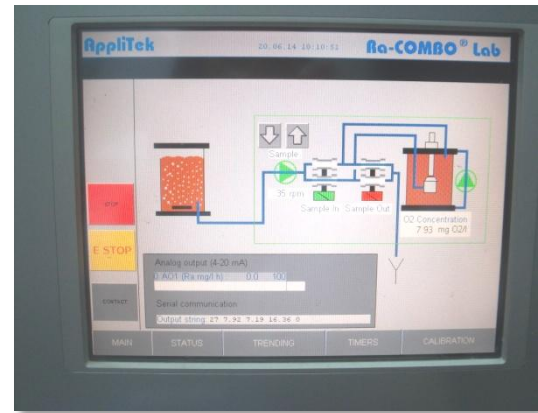 AppliTek
20.06.14 10:10:51
Ra-COMBO® Lab
Sample
35 rpm
Sample In
Sample Out
O2 Concentration
7.93 mg O2/l
STOP
E STOP
CONTACT
Analog output (4-20 mA)
AO1 (Ra mg/l.h) : 0.0 100
Serial communication
Output string: 27 7.92 7.19 16.36 0
MAIN
STATUS
TRENDING
TIMERS
CALIBRATION